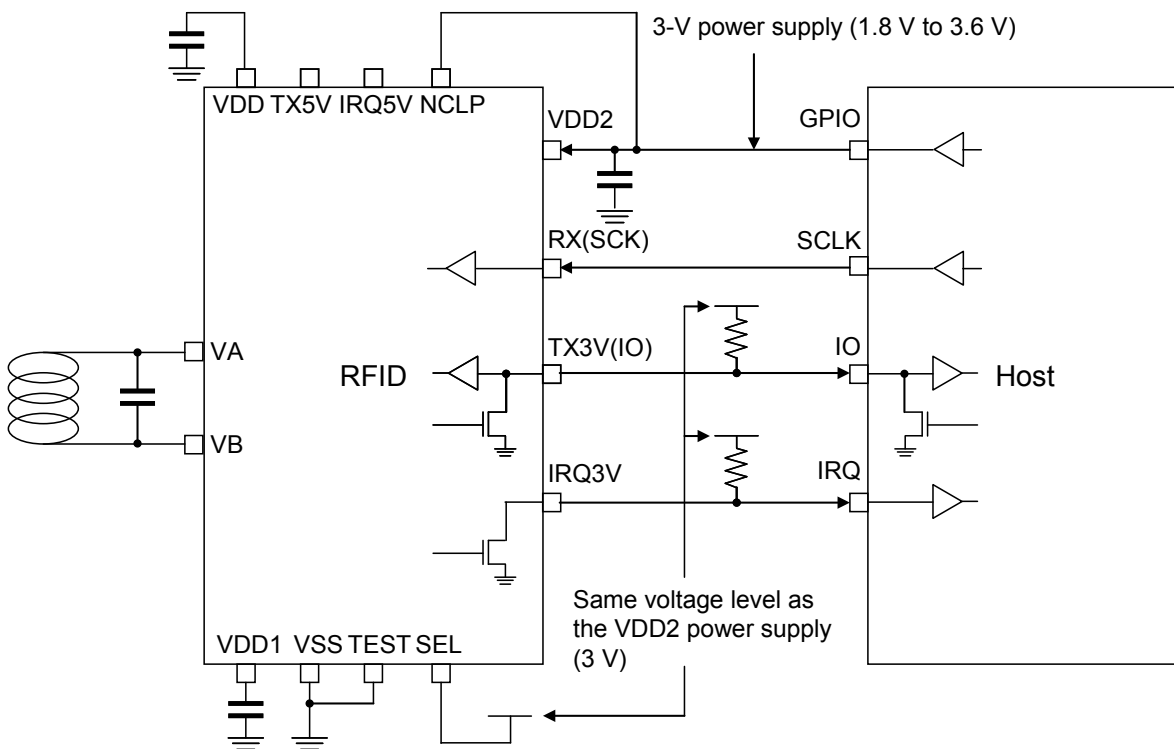 3-V power supply (1.8 V to 3.6 V)
VDD TX5V IRQ5V NCLP
VDD2
GPIO
RX(SCK)
SCLK
TX3V(IO)
IO
VA
RFID
Host
VB
IRQ3V
IRQ
Same voltage level as
the VDD2 power supply
(3 V)
VDD1 VSS TEST SEL